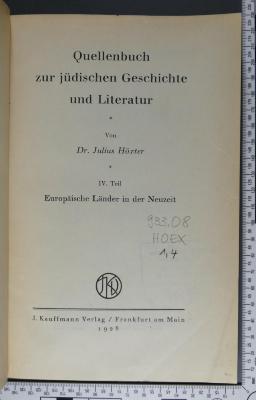 Quellenbuch
zur jüdischen Geschichte
und Literatur
*
Von
Dr. Julius Höxter
*
IV. Teil
Europäische Länder in der Neuzeit
933.08
HOEX
1,4
J. Kauffmann Verlag / Frankfurt am Main
1928